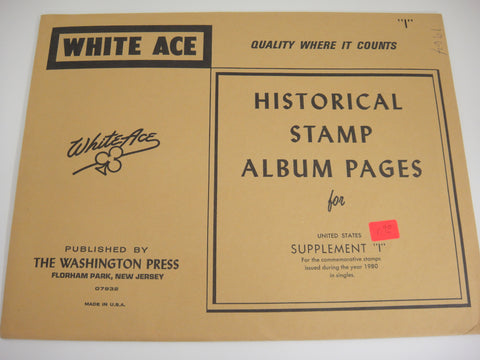 WHITE ACE
QUALITY WHERE IT COUNTS
"I"
White Ace
PUBLISHED BY
THE WASHINGTON PRESS
FLORHAM PARK, NEW JERSEY
07932
MADE IN U.S.A.
HISTORICAL
STAMP
ALBUM PAGES
for
UNITED STATES
SUPPLEMENT "I"
For the commemorative stamps
issued during the year 1980
in singles.